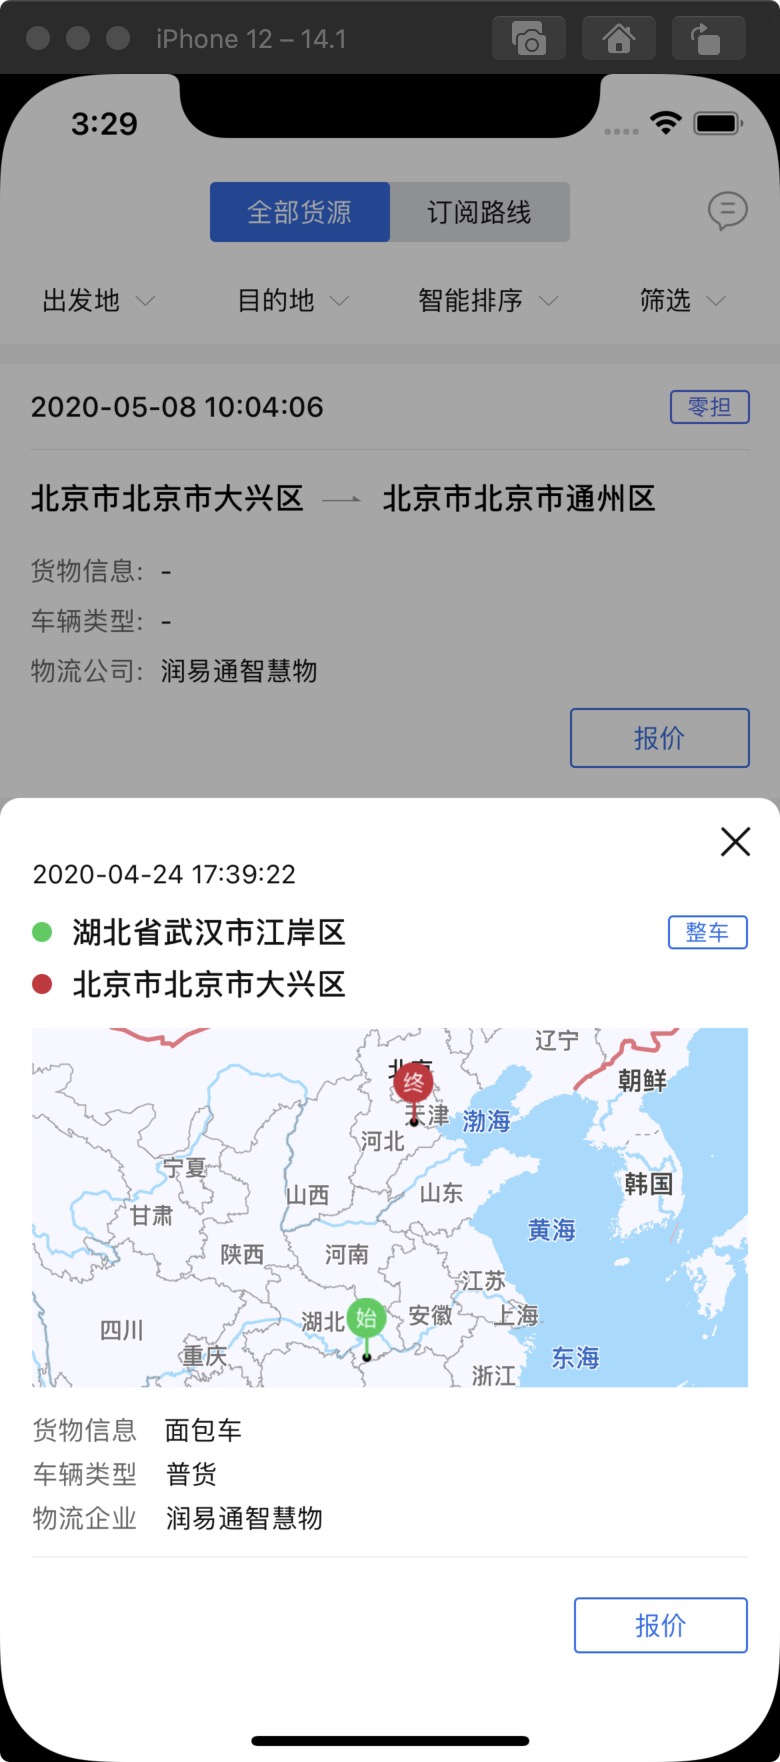 iPhone 12 – 14.1
3:29
全部货源 订阅路线
出发地 目的地 智能排序 筛选
2020-05-08 10:04:06 零担
北京市北京市大兴区 北京市北京市通州区
货物信息: -
车辆类型: -
物流公司: 润易通智慧物
报价
2020-04-24 17:39:22
湖北省武汉市江岸区 整车
北京市北京市大兴区
辽宁
北京
终
朝鲜
天津 渤海
河北
宁夏
山西 山东 韩国
甘肃
黄海
陕西 河南
江苏
湖北 始 安徽 上海
四川
重庆 东海
浙江
货物信息 面包车
车辆类型 普货
物流企业 润易通智慧物
报价